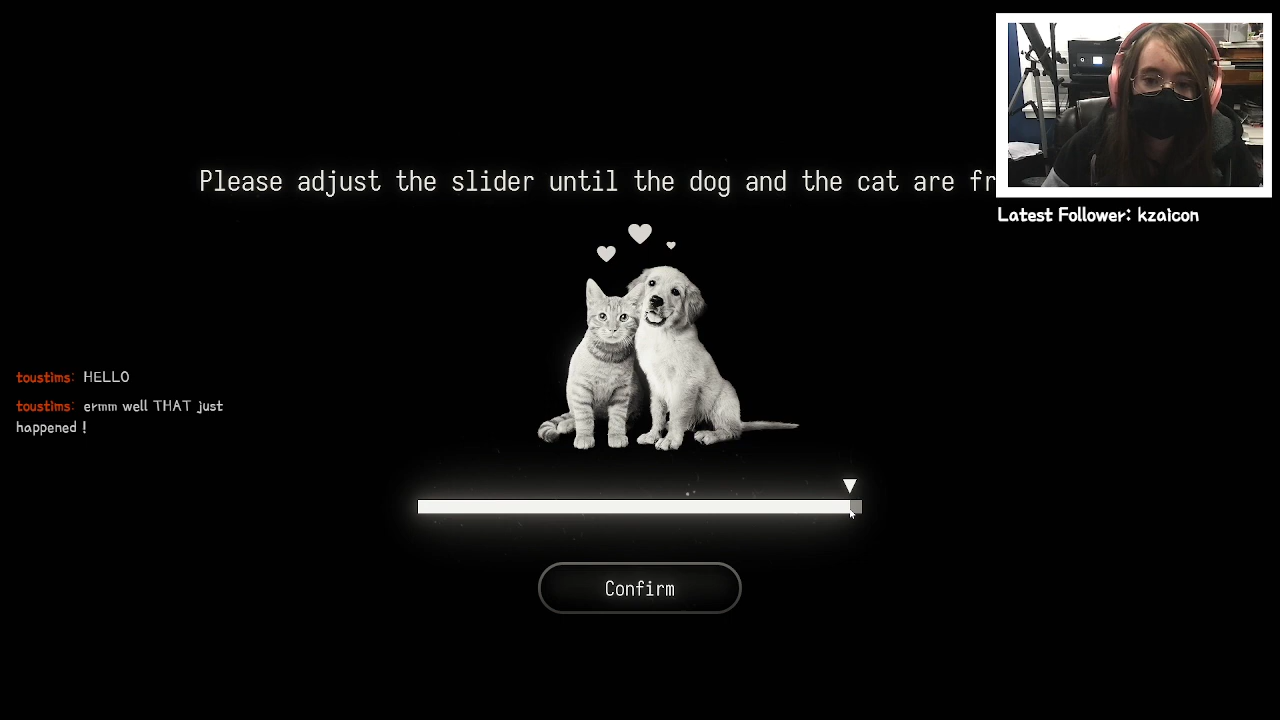 Please adjust the slider until the dog and the cat are fr
Latest Follower: kzaicon
toustims: HELLO
toustims: ermm well THAT just
happened !
Confirm